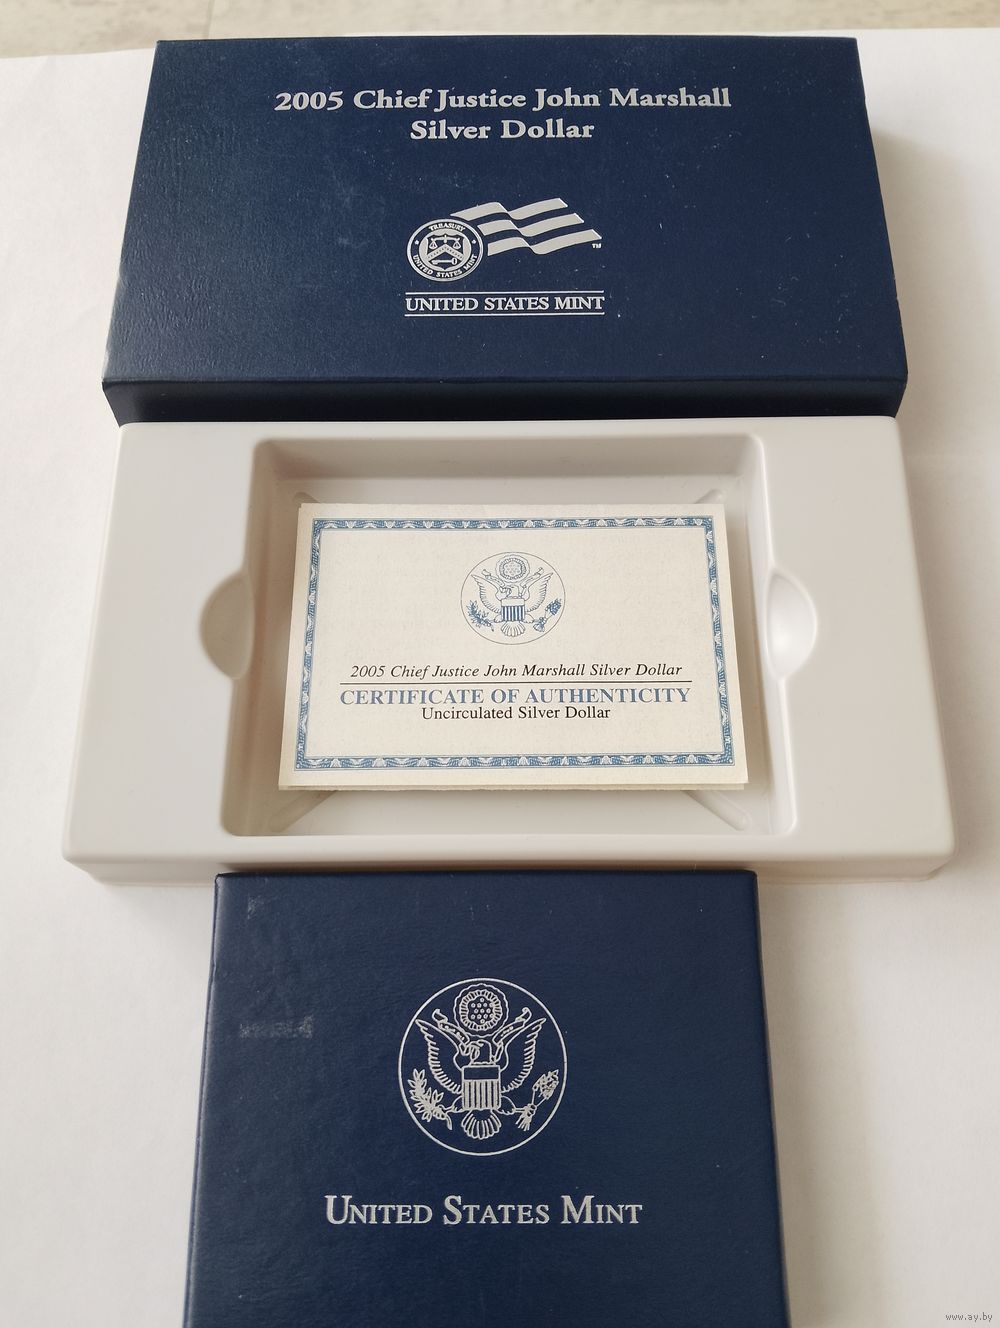 2005 Chief Justice John Marshall
Silver Dollar
TREASURY
UNITED STATES MINT
TM
UNITED STATES MINT
2005 Chief Justice John Marshall Silver Dollar
CERTIFICATE OF AUTHENTICITY
Uncirculated Silver Dollar
UNITED STATES MINT
www.ay.by